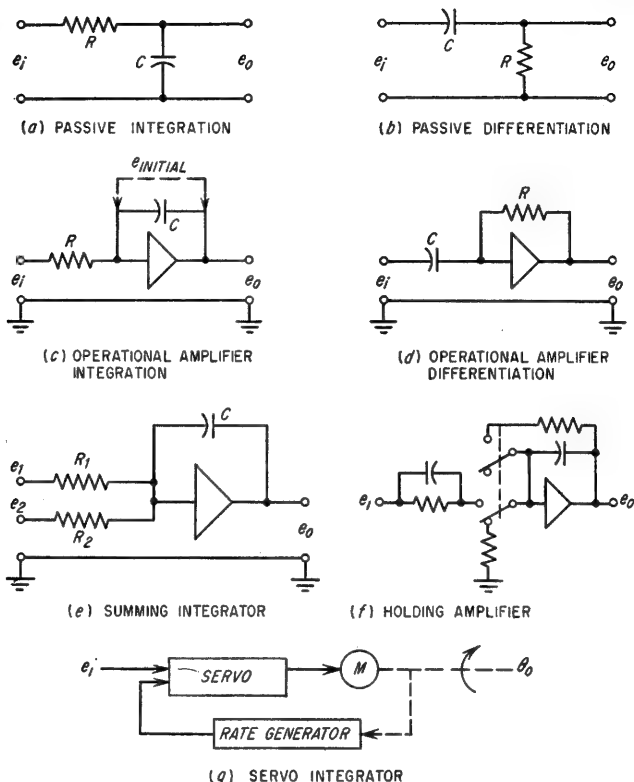 R
C
e_i
e_o
(a) PASSIVE INTEGRATION
C
R
e_i
e_o
(b) PASSIVE DIFFERENTIATION
e_INITIAL
C
R
e_i
e_o
(c) OPERATIONAL AMPLIFIER
INTEGRATION
R
C
e_i
e_o
(d) OPERATIONAL AMPLIFIER
DIFFERENTIATION
C
e_1
R_1
e_2
R_2
e_o
(e) SUMMING INTEGRATOR
e_i
e_o
(f) HOLDING AMPLIFIER
e_i
SERVO
M
θ_o
RATE GENERATOR
(g) SERVO INTEGRATOR